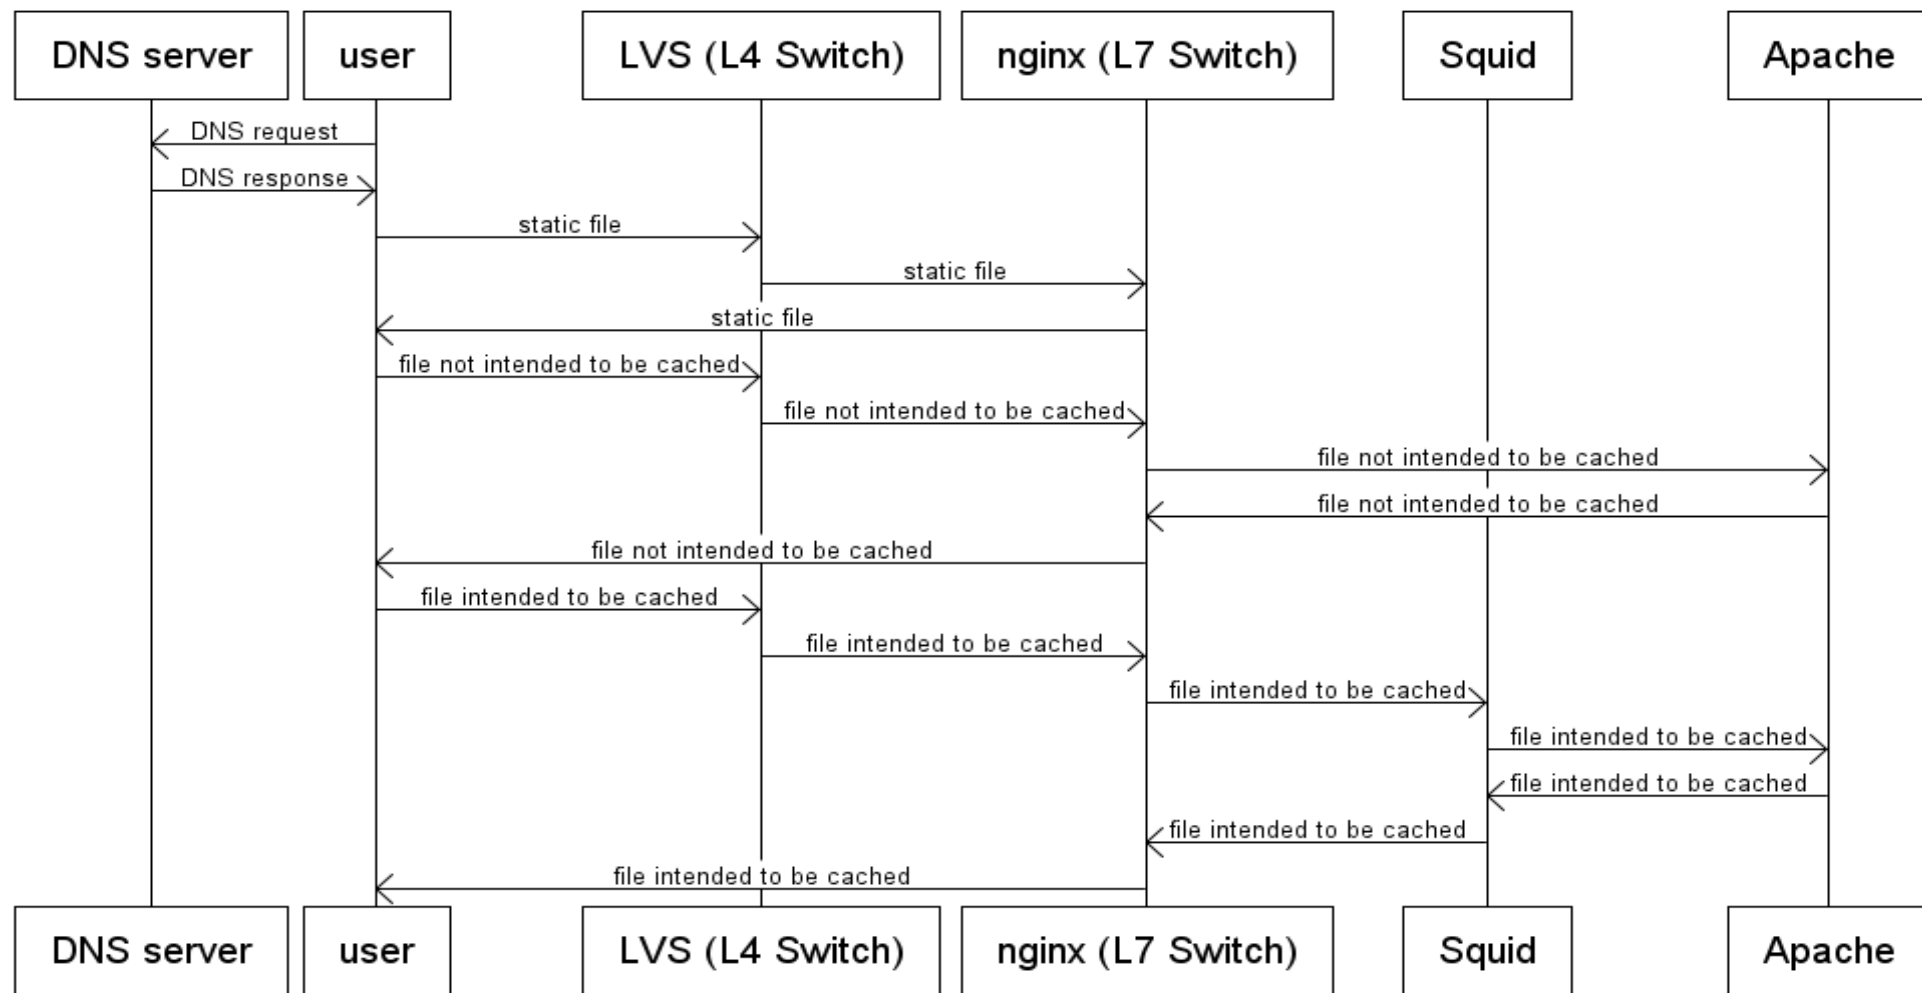 DNS server
user
LVS (L4 Switch)
nginx (L7 Switch)
Squid
Apache
DNS request
DNS response
static file
static file
static file
file not intended to be cached
file not intended to be cached
file not intended to be cached
file not intended to be cached
file not intended to be cached
file intended to be cached
file intended to be cached
file intended to be cached
file intended to be cached
file intended to be cached
file intended to be cached
file intended to be cached
DNS server
user
LVS (L4 Switch)
nginx (L7 Switch)
Squid
Apache